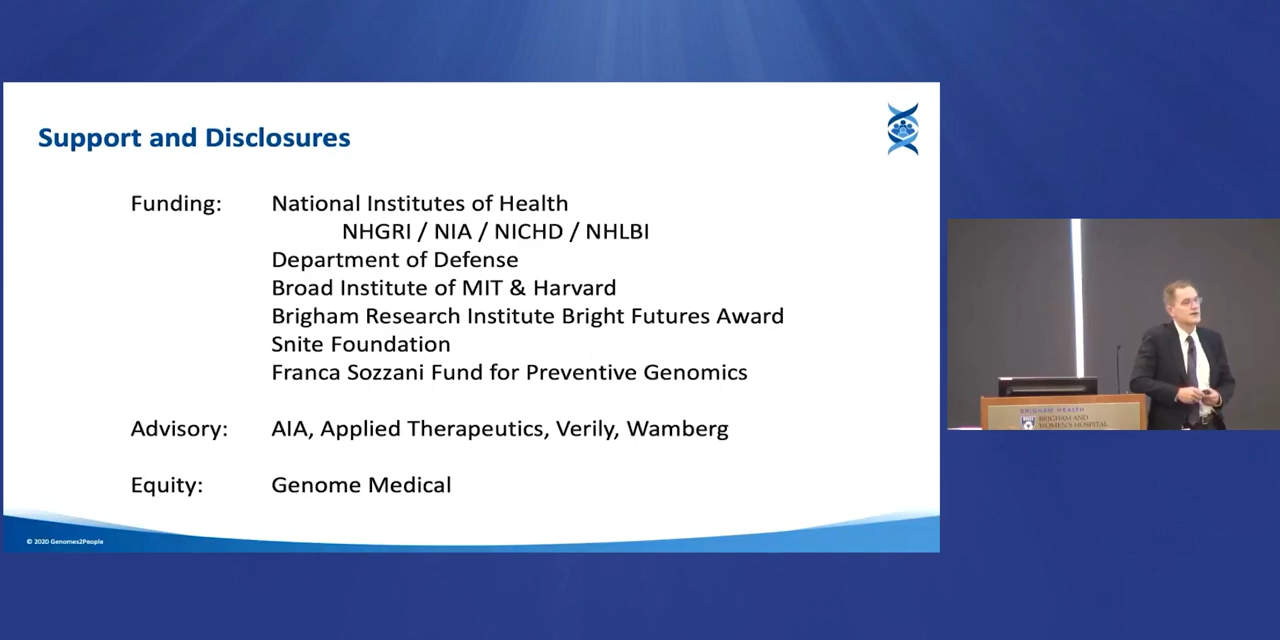 Support and Disclosures
Funding: National Institutes of Health
NHGRI / NIA / NICHD / NHLBI
Department of Defense
Broad Institute of MIT & Harvard
Brigham Research Institute Bright Futures Award
Snite Foundation
Franca Sozzani Fund for Preventive Genomics
Advisory: AIA, Applied Therapeutics, Verily, Wamberg
Equity: Genome Medical
© 2020 Genomes2People
BRIGHAM HEALTH
BRIGHAM AND
WOMEN'S HOSPITAL